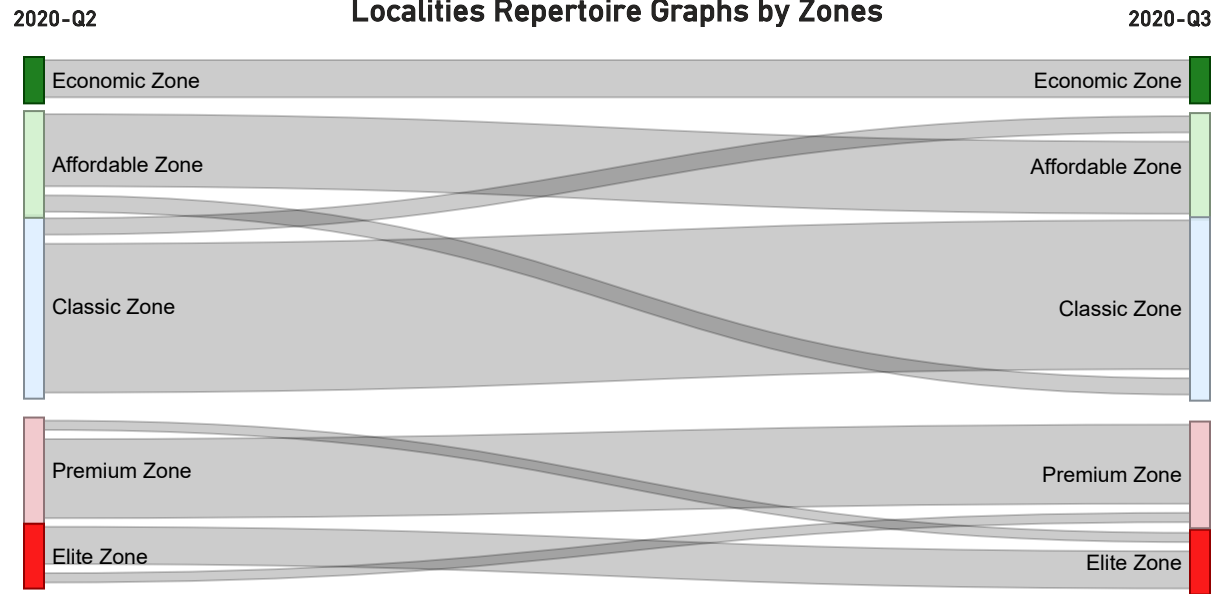 Localities Repertoire Graphs by Zones
2020-Q2
2020-Q3
Economic Zone
Economic Zone
Affordable Zone
Affordable Zone
Classic Zone
Classic Zone
Premium Zone
Premium Zone
Elite Zone
Elite Zone